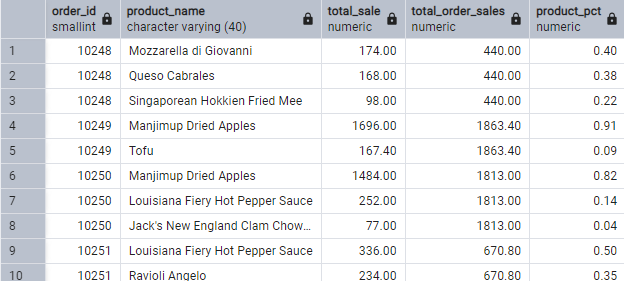 order_id product_name total_sale total_order_sales product_pct
smallint character varying (40) numeric numeric numeric
1 10248 Mozzarella di Giovanni 174.00 440.00 0.40
2 10248 Queso Cabrales 168.00 440.00 0.38
3 10248 Singaporean Hokkien Fried Mee 98.00 440.00 0.22
4 10249 Manjimup Dried Apples 1696.00 1863.40 0.91
5 10249 Tofu 167.40 1863.40 0.09
6 10250 Manjimup Dried Apples 1484.00 1813.00 0.82
7 10250 Louisiana Fiery Hot Pepper Sauce 252.00 1813.00 0.14
8 10250 Jack's New England Clam Chow... 77.00 1813.00 0.04
9 10251 Louisiana Fiery Hot Pepper Sauce 336.00 670.80 0.50
10 10251 Ravioli Angelo 234.00 670.80 0.35